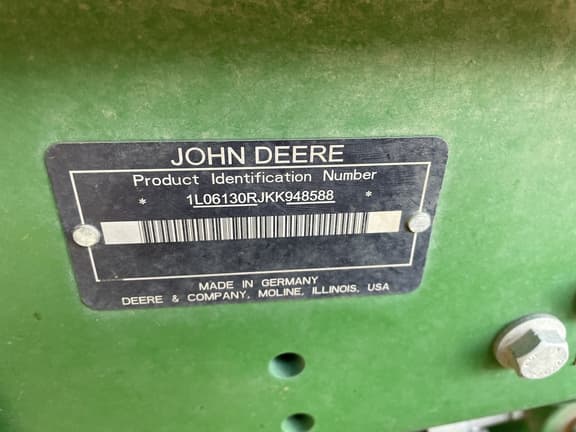 JOHN DEERE
Product Identification Number
* 1L06130RJKK948588 *
MADE IN GERMANY
DEERE & COMPANY, MOLINE, ILLINOIS, USA